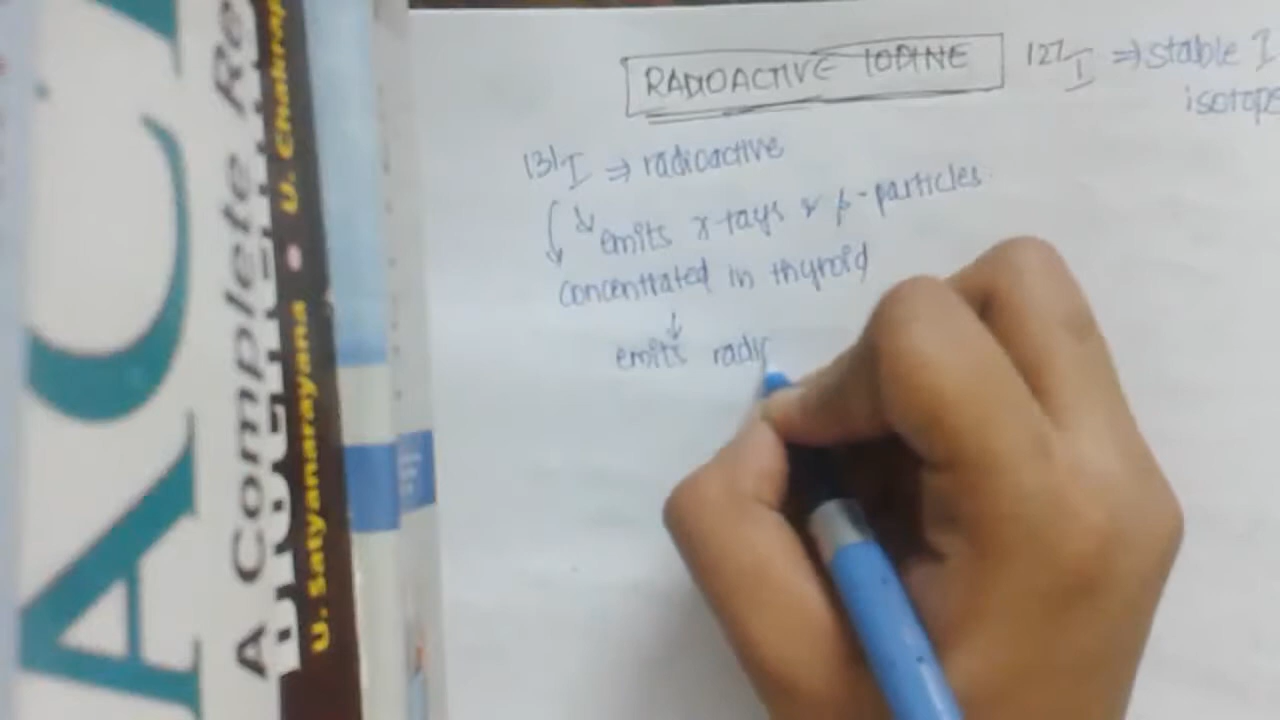 RADIOACTIVE IODINE
127I ⇒ stable I
isotope
131I ⇒ radioactive
emits x-rays & β-particles
concentrated in thyroid
emits radi
A Complete Re
U. Satyanarayana • U. Chakrap